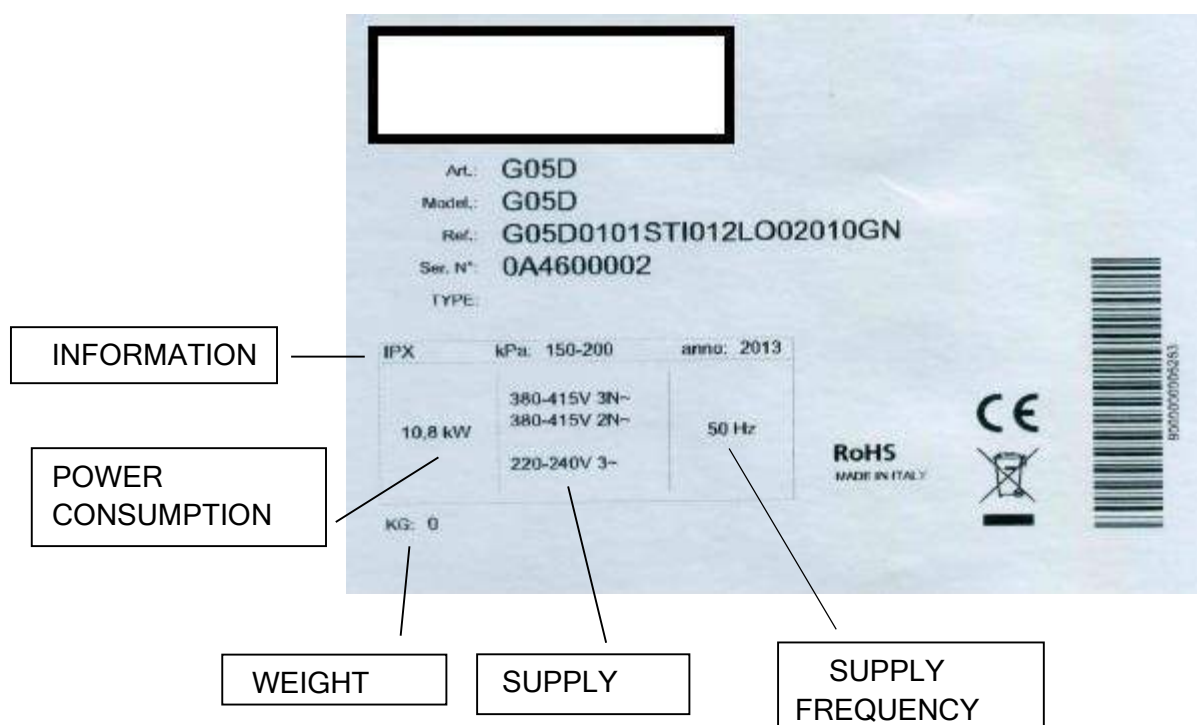 Art.: G05D
Model.: G05D
Ref.: G05D0101STI012LO02010GN
Ser. N°: 0A4600002
TYPE:
INFORMATION
IPX kPa: 150-200 anno: 2013
380-415V 3N~
10,8 kW 380-415V 2N~ 50 Hz
220-240V 3~
POWER
CONSUMPTION
KG: 0
RoHS
MADE IN ITALY
CE
WEIGHT
SUPPLY
SUPPLY
FREQUENCY